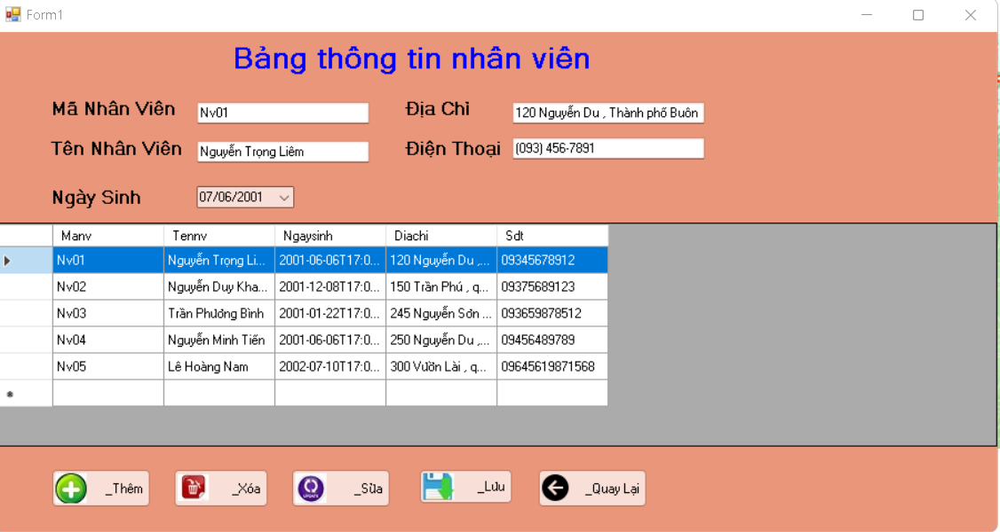 Form1
Bảng thông tin nhân viên
Mã Nhân Viên Nv01 Địa Chỉ 120 Nguyễn Du , Thành phố Buôn
Tên Nhân Viên Nguyễn Trọng Liêm Điện Thoại (093) 456-7891
Ngày Sinh 07/06/2001
Manv Tennv Ngaysinh Diachi Sdt
Nv01 Nguyễn Trọng Li... 2001-06-06T17:0... 120 Nguyễn Du ,... 09345678912
Nv02 Nguyễn Duy Kha... 2001-12-08T17:0... 150 Trần Phú , q... 09375689123
Nv03 Trần Phương Bình 2001-01-22T17:0... 245 Nguyễn Sơn ... 093659878512
Nv04 Nguyễn Minh Tiến 2001-06-06T17:0... 250 Nguyễn Du ,... 09456489789
Nv05 Lê Hoàng Nam 2002-07-10T17:0... 300 Vườn Lài , q... 09645619871568
_Thêm _Xóa UPDATE _Sửa _Lưu _Quay Lại